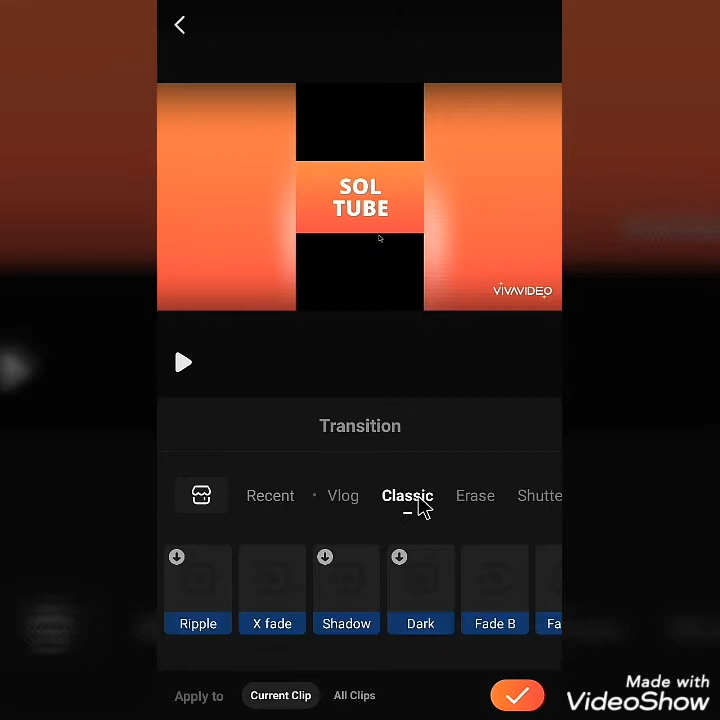 SOL
TUBE
VIVAVIDEO
Transition
Recent
Vlog
Classic
Erase
Shutte
Ripple
X fade
Shadow
Dark
Fade B
Fa
Apply to
Current Clip
All Clips
Made with
VideoShow